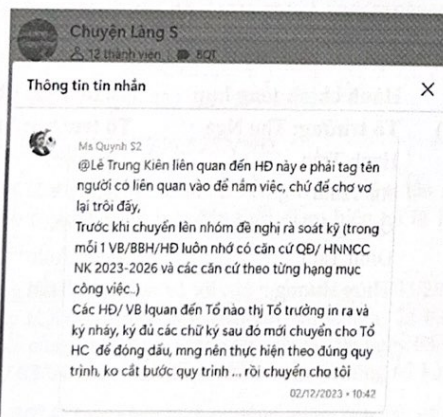 Chuyện Làng S
12 thành viên | BQT
Thông tin tin nhắn
Ms Quynh S2
@Lê Trung Kiên liên quan đến HĐ này e phải tag tên
người có liên quan vào để nắm việc, chứ để chơ vơ
lại trôi đấy,
Trước khi chuyển lên nhóm đề nghị rà soát kỹ (trong
mỗi 1 VB/BBH/HĐ luôn nhớ có căn cứ QĐ/ HNNCC
NK 2023-2026 và các căn cứ theo từng hạng mục
công việc..)
Các HĐ/ VB lquan đến Tổ nào thj Tổ trưởng in ra và
ký nháy, ký đủ các chữ ký sau đó mới chuyển cho Tổ
HC để đóng dấu, mng nên thực hiện theo đúng quy
trình, ko cắt bước quy trình ... rồi chuyển cho tôi
02/12/2023 • 10:42